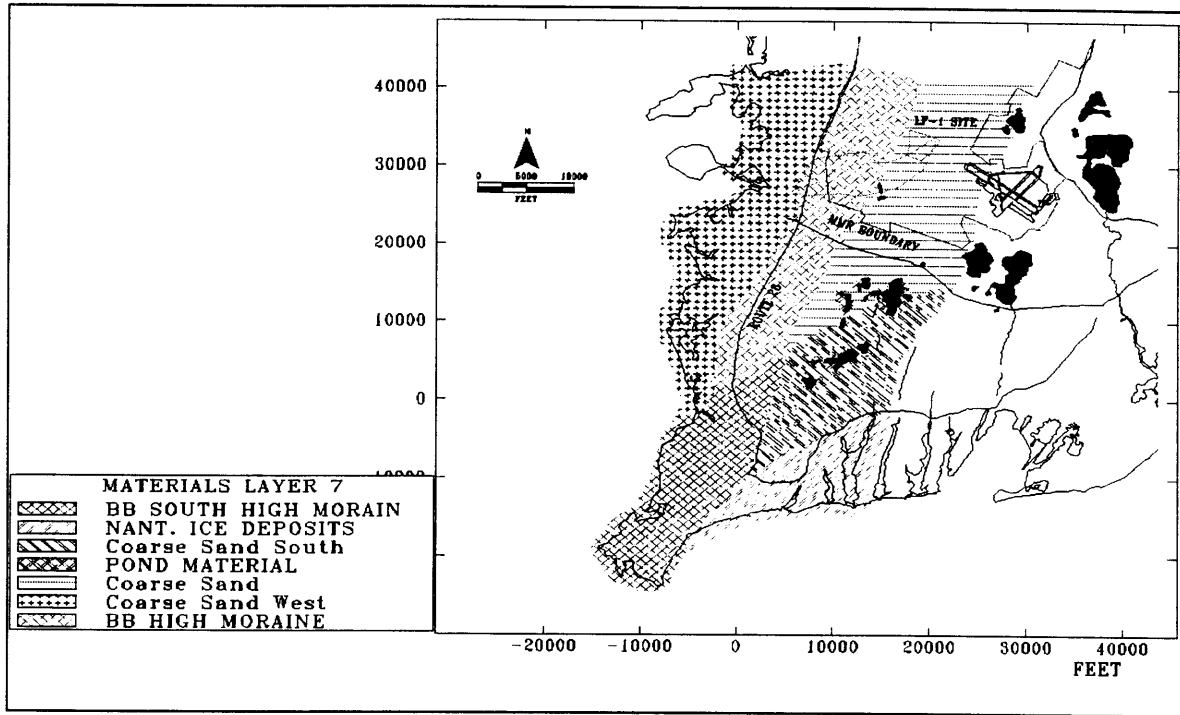 40000
30000
20000
10000
0
10000
N
0 5000 10000
FEET
LF-1 SITE
MMR BOUNDARY
ROUTE 28
MATERIALS LAYER 7
BB SOUTH HIGH MORAIN
NANT. ICE DEPOSITS
Coarse Sand South
POND MATERIAL
Coarse Sand
Coarse Sand West
BB HIGH MORAINE
-20000 -10000 0 10000 20000 30000 40000
FEET